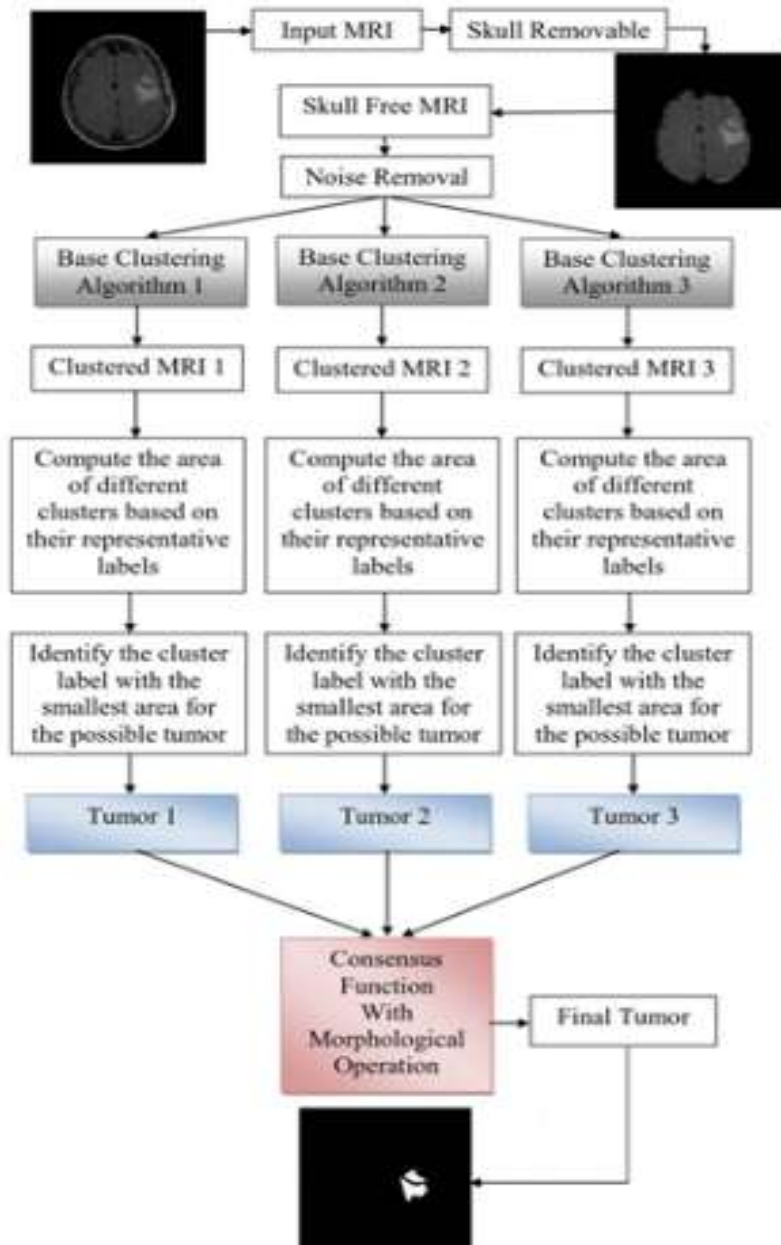 Input MRI
Skull Removable
Skull Free MRI
Noise Removal
Base Clustering
Algorithm 1
Base Clustering
Algorithm 2
Base Clustering
Algorithm 3
Clustered MRI 1
Clustered MRI 2
Clustered MRI 3
Compute the area
of different
clusters based on
their representative
labels
Compute the area
of different
clusters based on
their representative
labels
Compute the area
of different
clusters based on
their representative
labels
Identify the cluster
label with the
smallest area for
the possible tumor
Identify the cluster
label with the
smallest area for
the possible tumor
Identify the cluster
label with the
smallest area for
the possible tumor
Tumor 1
Tumor 2
Tumor 3
Consensus
Function
With
Morphological
Operation
Final Tumor